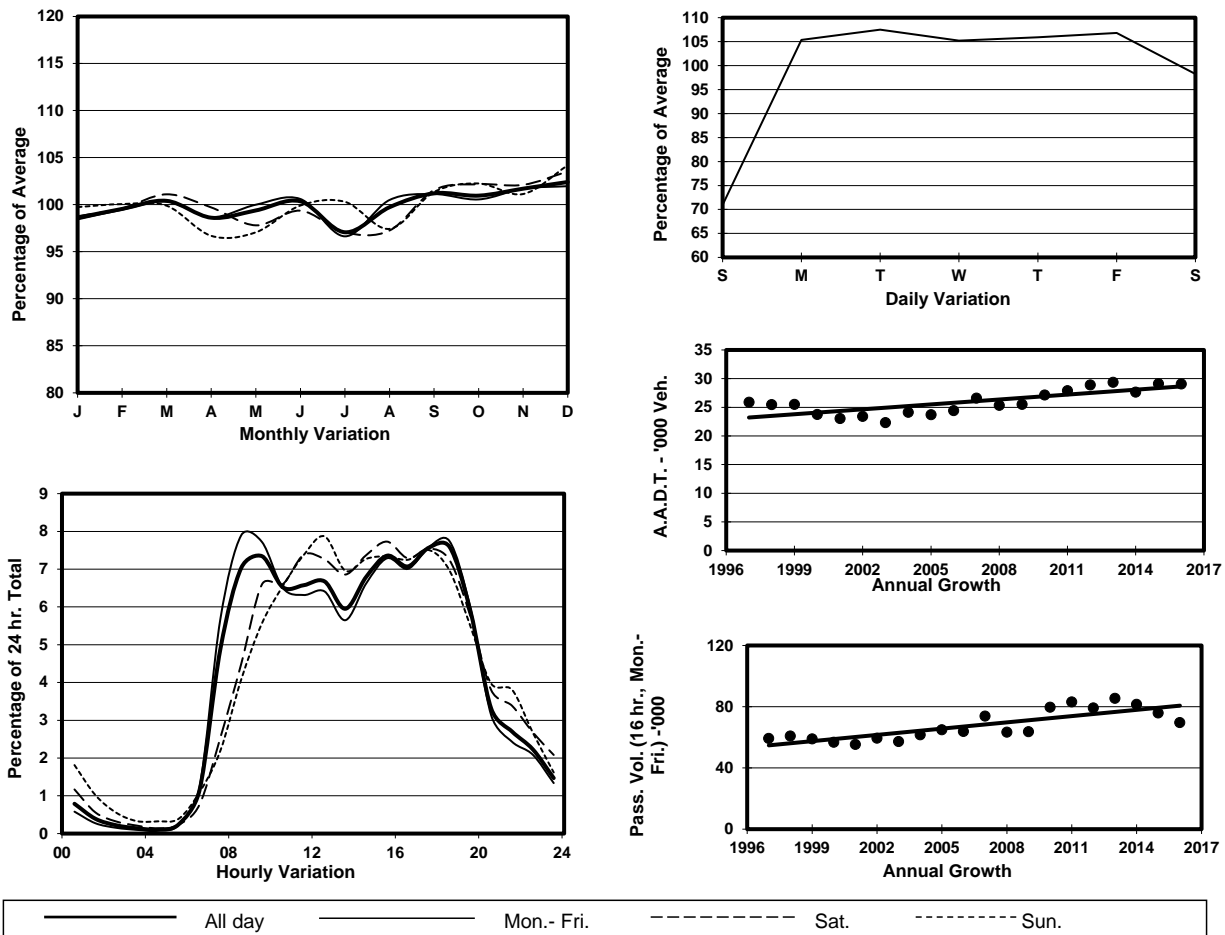 120
115
110
105
100
95
90
85
80
Percentage of Average
J F M A M J J A S O N D
Monthly Variation
110
105
100
95
90
85
80
75
70
65
60
Percentage of Average
S M T W T F S
Daily Variation
35
30
25
20
15
10
5
0
A.A.D.T. - '000 Veh.
1996 1999 2002 2005 2008 2011 2014 2017
Annual Growth
9
8
7
6
5
4
3
2
1
0
Percentage of 24 hr. Total
00 04 08 12 16 20 24
Hourly Variation
120
80
40
0
Pass. Vol. (16 hr., Mon.-
Fri.) -'000
1996 1999 2002 2005 2008 2011 2014 2017
Annual Growth
All day Mon.- Fri. Sat. Sun.